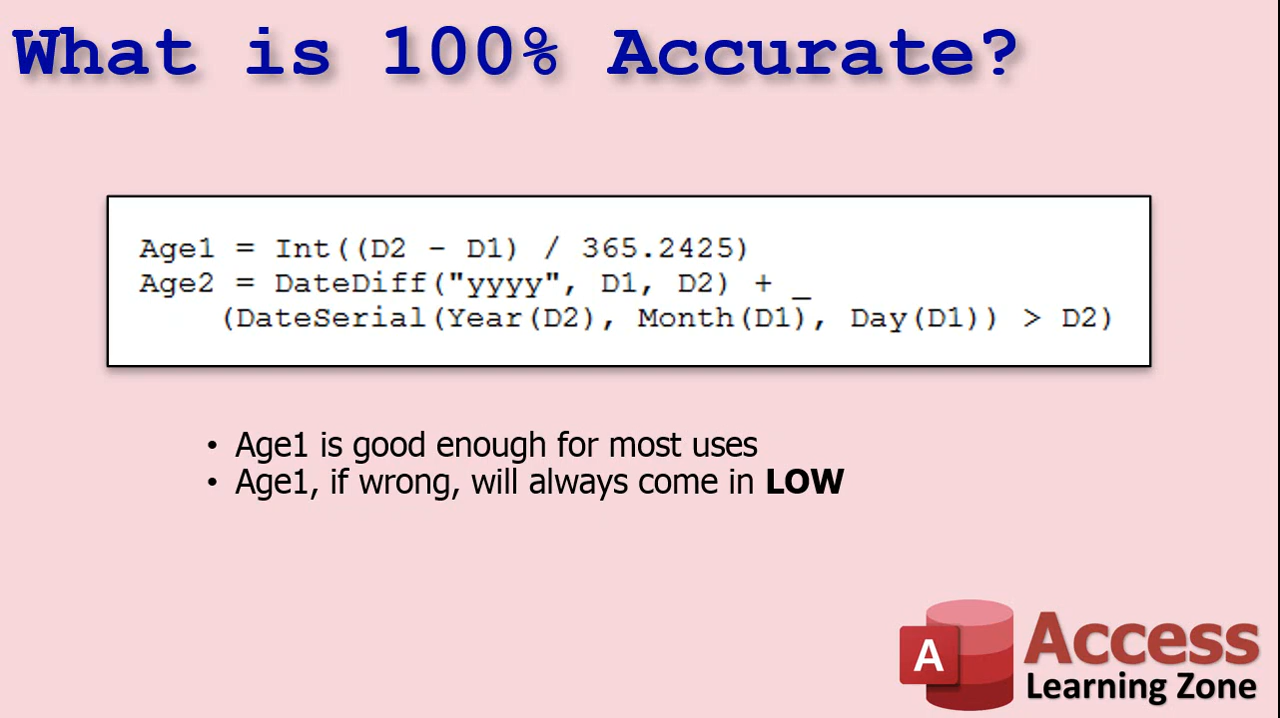 What is 100% Accurate?
Age1 = Int((D2 - D1) / 365.2425)
Age2 = DateDiff("yyyy", D1, D2) + _
(DateSerial(Year(D2), Month(D1), Day(D1)) > D2)
• Age1 is good enough for most uses
• Age1, if wrong, will always come in LOW
A
Access
Learning Zone